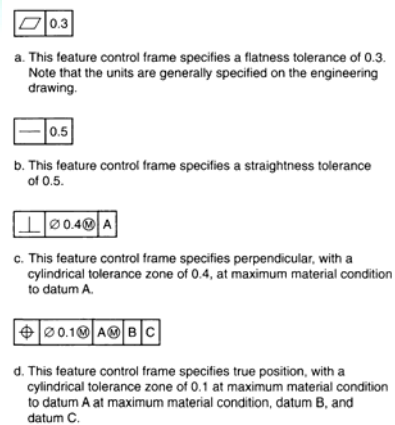 ▱ 0.3
a. This feature control frame specifies a flatness tolerance of 0.3.
Note that the units are generally specified on the engineering
drawing.
— 0.5
b. This feature control frame specifies a straightness tolerance
of 0.5.
⊥ ∅ 0.4Ⓜ A
c. This feature control frame specifies perpendicular, with a
cylindrical tolerance zone of 0.4, at maximum material condition
to datum A.
⌖ ∅ 0.1Ⓜ AⓂ B C
d. This feature control frame specifies true position, with a
cylindrical tolerance zone of 0.1 at maximum material condition
to datum A at maximum material condition, datum B, and
datum C.